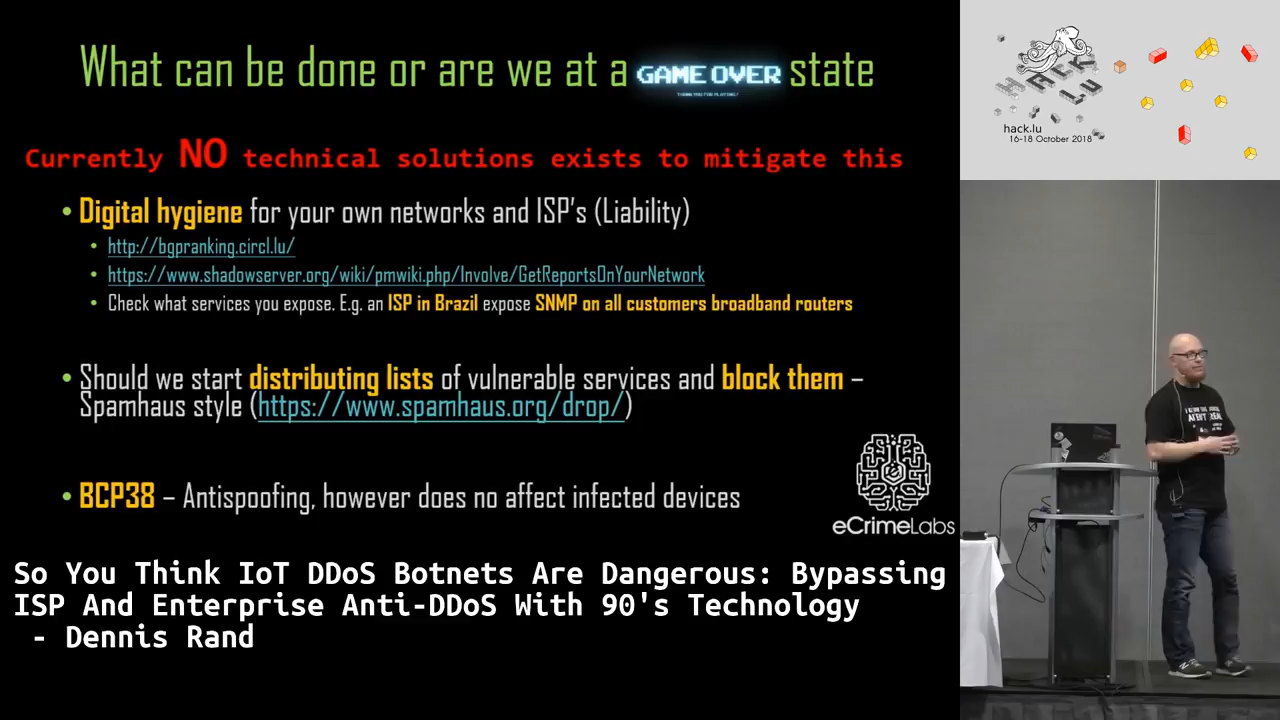 What can be done or are we at a GAME OVER state
Currently NO technical solutions exists to mitigate this
• Digital hygiene for your own networks and ISP's (Liability)
• http://bgpranking.circl.lu/
• https://www.shadowserver.org/wiki/pmwiki.php/Involve/GetReportsOnYourNetwork
• Check what services you expose. E.g. an ISP in Brazil expose SNMP on all customers broadband routers
• Should we start distributing lists of vulnerable services and block them –
Spamhaus style (https://www.spamhaus.org/drop/)
• BCP38 – Antispoofing, however does no affect infected devices
eCrimeLabs
So You Think IoT DDoS Botnets Are Dangerous: Bypassing
ISP And Enterprise Anti-DDoS With 90's Technology
- Dennis Rand
HACK
LU
hack.lu
16-18 October 2018